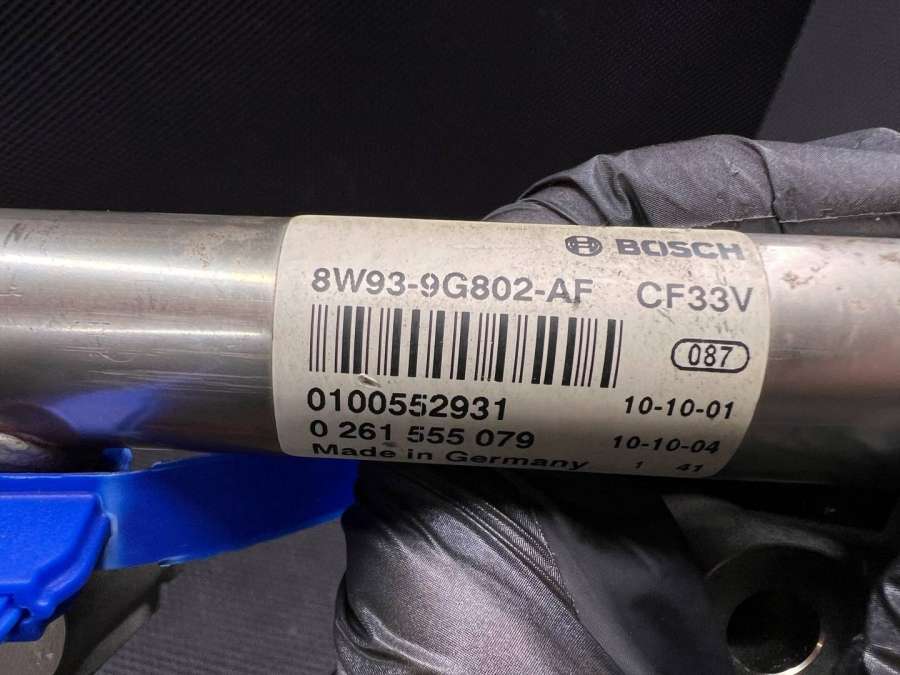 BOSCH
8W93-9G802-AF CF33V
087
0100552931 10-10-01
0 261 555 079 10-10-04
Made in Germany 1 41